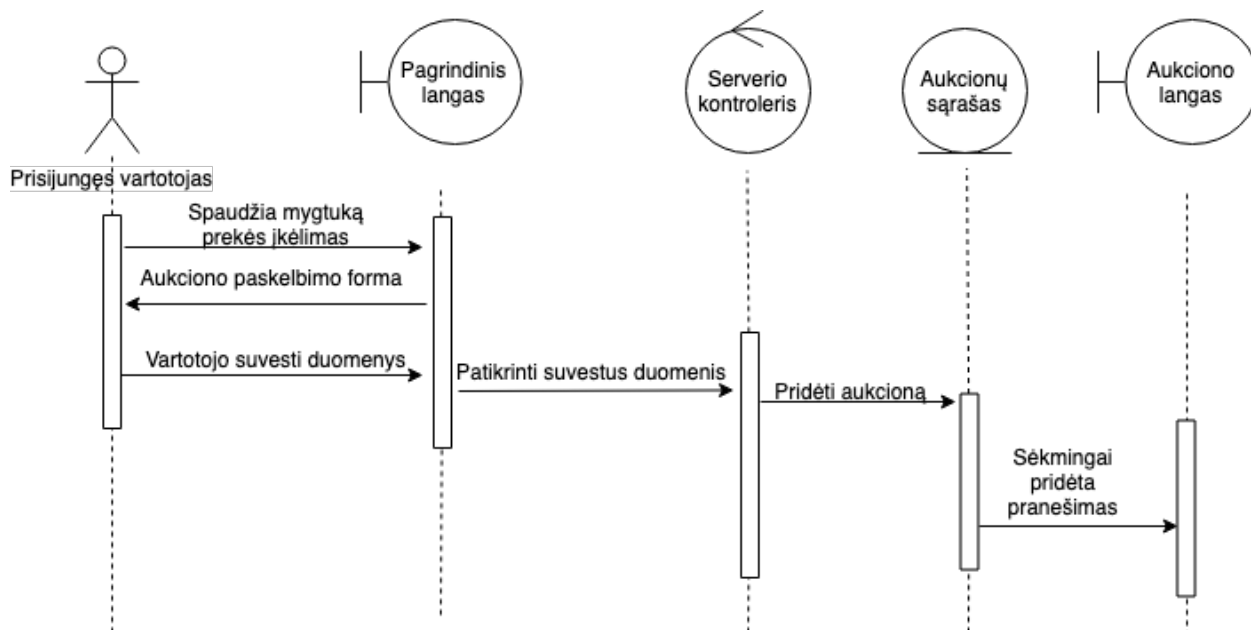 Pagrindinis
langas
Serverio
kontroleris
Aukcionų
sąrašas
Aukciono
langas
Prisijungęs vartotojas
Spaudžia mygtuką
prekės įkėlimas
Aukciono paskelbimo forma
Vartotojo suvesti duomenys
Patikrinti suvestus duomenis
Pridėti aukcioną
Sėkmingai
pridėta
pranešimas